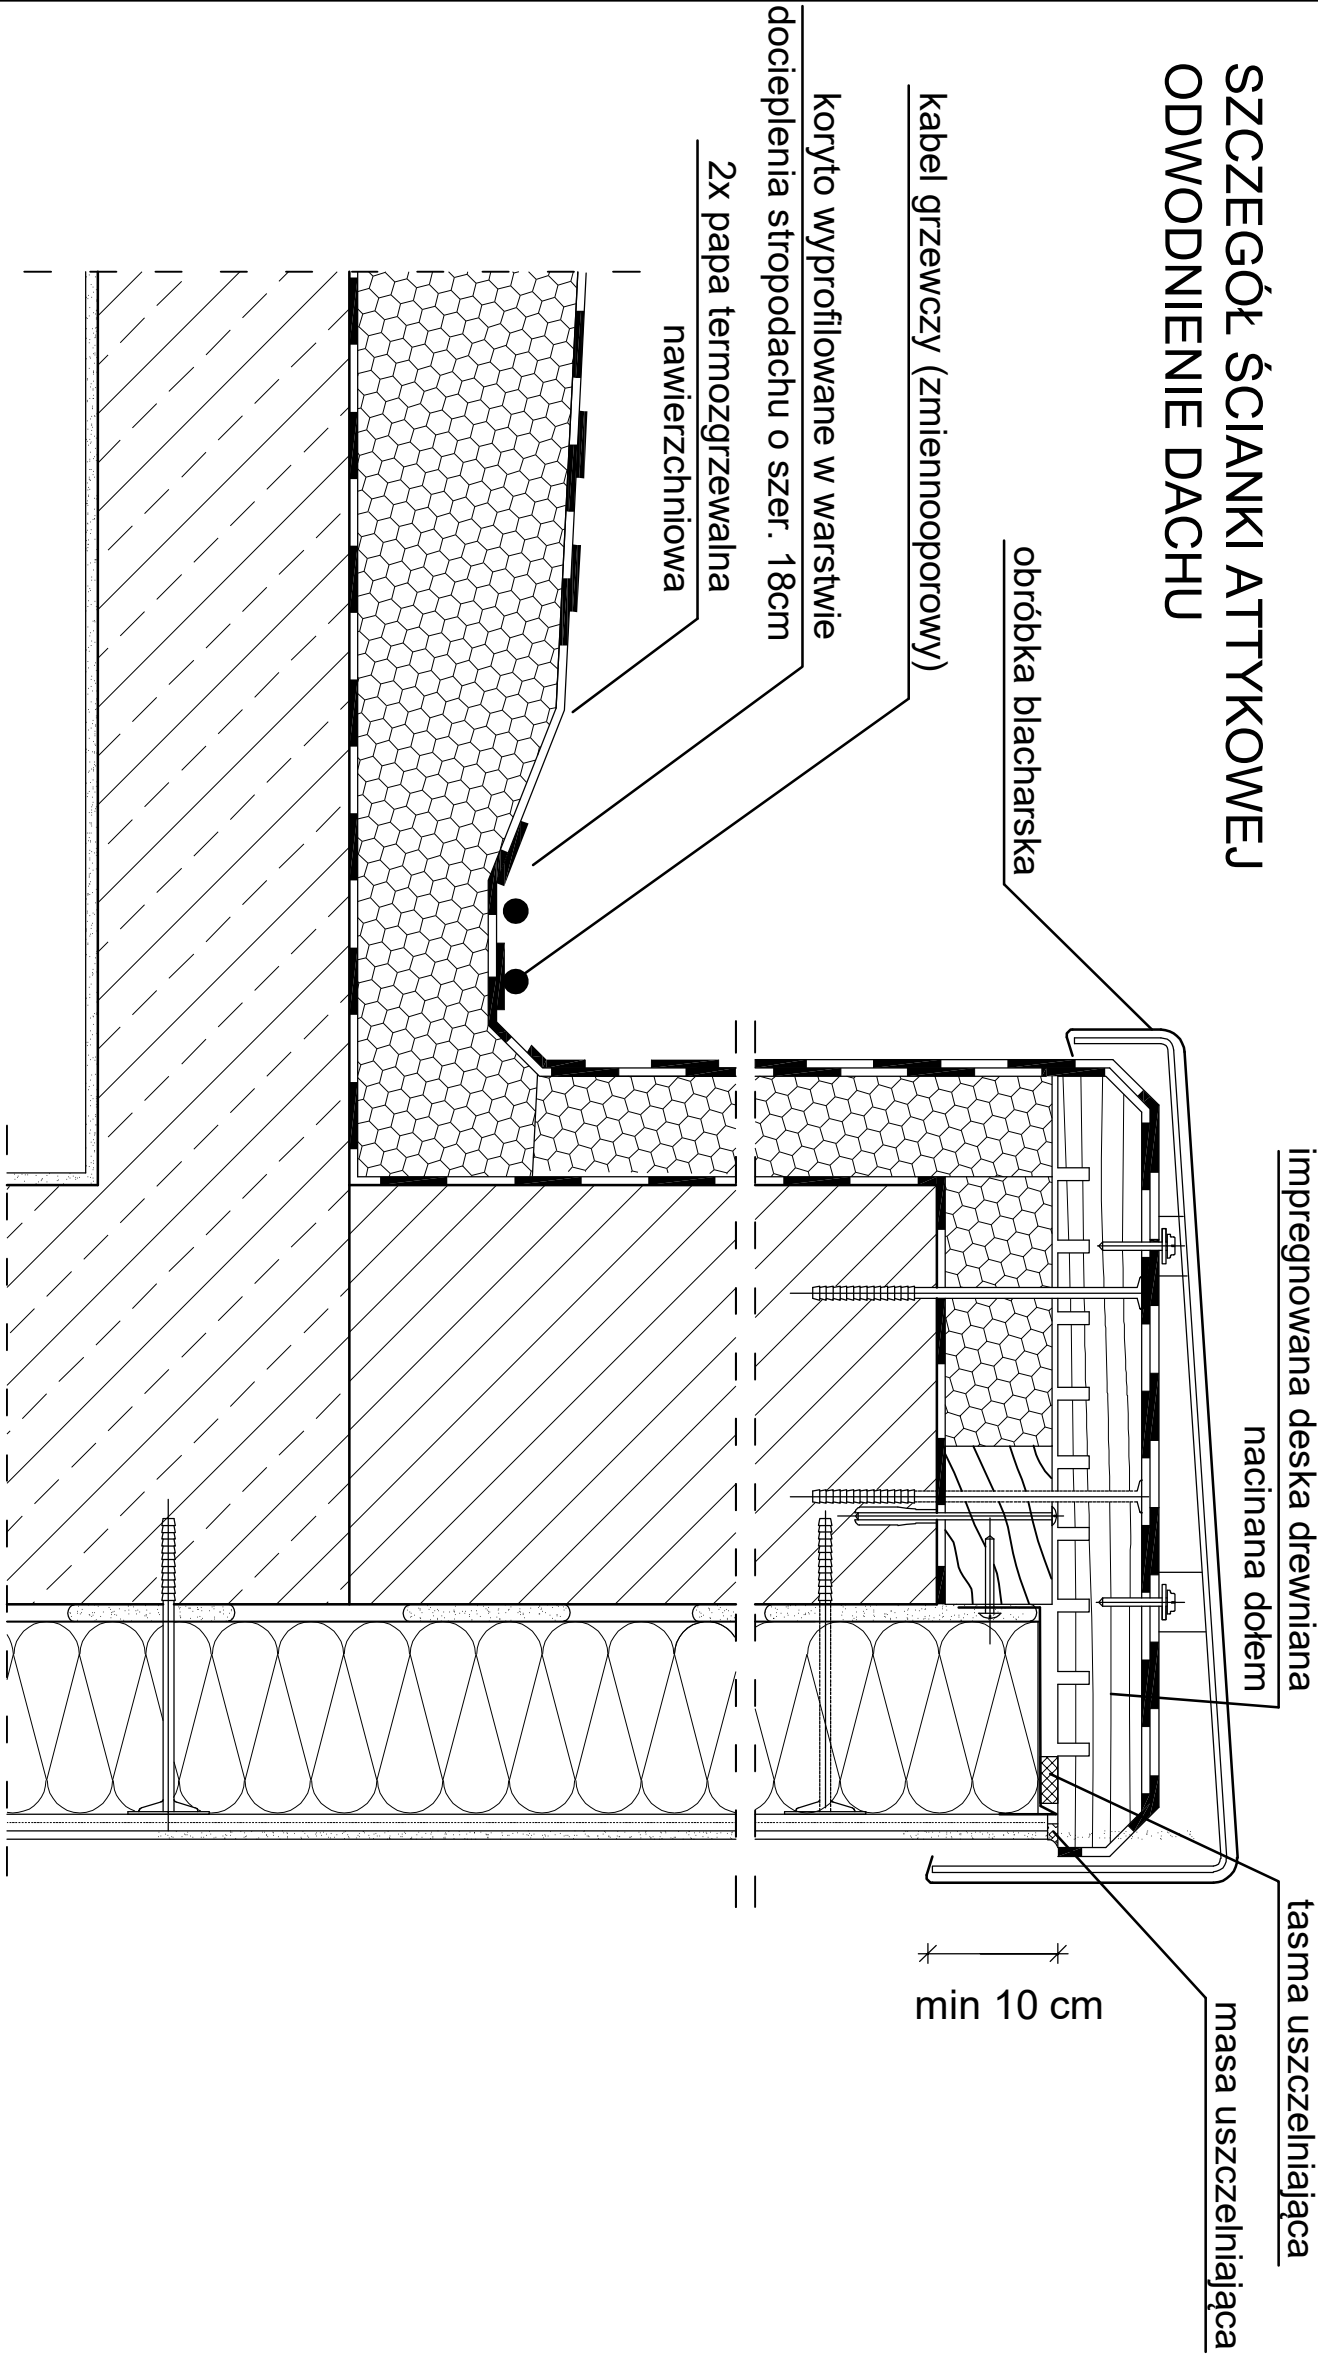 SZCZEGÓŁ ŚCIANKI ATTYKOWEJ
ODWODNIENIE DACHU
impregnowana deska drewniana
nacinana dołem
tasma uszczelniająca
masa uszczelniająca
obróbka blacharska
kabel grzewczy (zmiennooporowy)
koryto wyprofilowane w warstwie
docieplenia stropodachu o szer. 18cm
2x papa termozgrzewalna
nawierzchniowa
min 10 cm